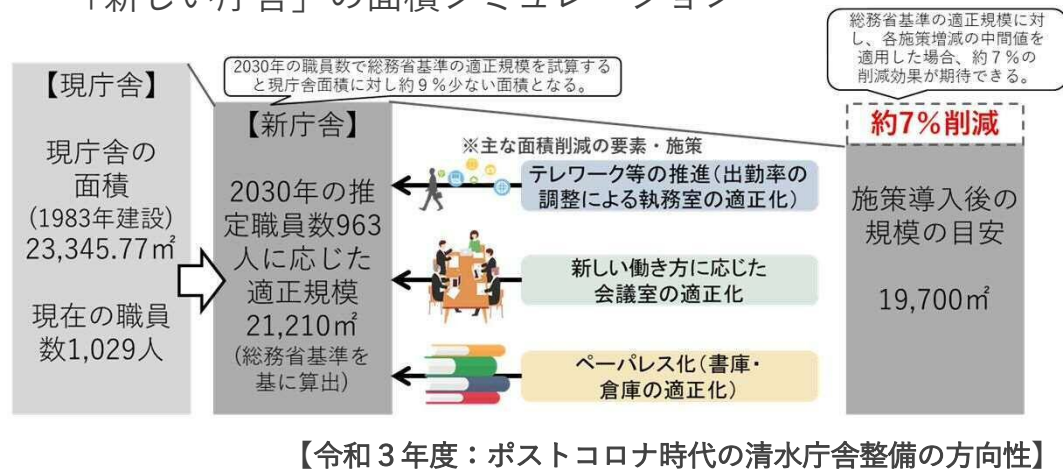 「新しい庁舎」の面積シミュレーション
総務省基準の適正規模に対
し、各施策増減の中間値を
適用した場合、約７％の
削減効果が期待できる。
2030年の職員数で総務省基準の適正規模を試算する
と現庁舎面積に対し約９％少ない面積となる。
【現庁舎】
現庁舎の
面積
(1983年建設)
23,345.77㎡
現在の職員
数1,029人
【新庁舎】
2030年の推
定職員数963
人に応じた
適正規模
21,210㎡
(総務省基準を
基に算出)
※主な面積削減の要素・施策
テレワーク等の推進(出勤率の
調整による執務室の適正化)
新しい働き方に応じた
会議室の適正化
ペーパレス化(書庫・
倉庫の適正化)
約7%削減
施策導入後の
規模の目安
19,700㎡
【令和３年度：ポストコロナ時代の清水庁舎整備の方向性】